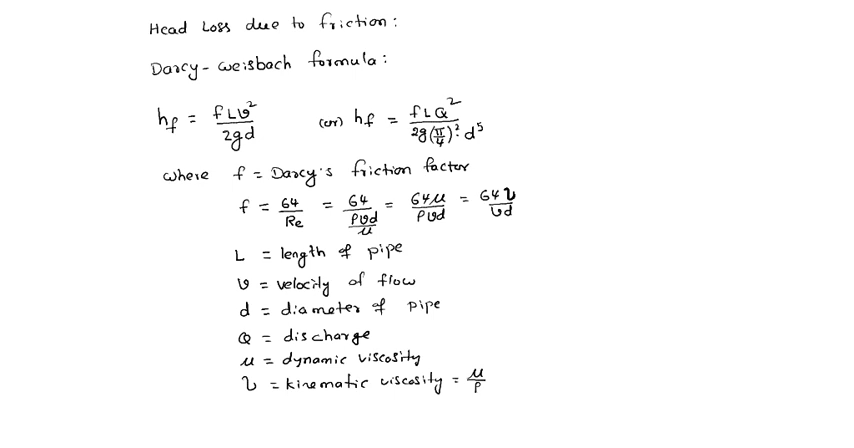 Head Loss due to friction:
Darcy-Weisbach formula:
hf = fLv²/2gd (or) hf = fLQ²/2g(π/4)²d⁵
where f = Darcy's friction factor
f = 64/Re = 64/(ρvd/μ) = 64μ/ρvd = 64ν/vd
L = length of pipe
v = velocity of flow
d = diameter of pipe
Q = discharge
μ = dynamic viscosity
ν = kinematic viscosity = μ/ρ